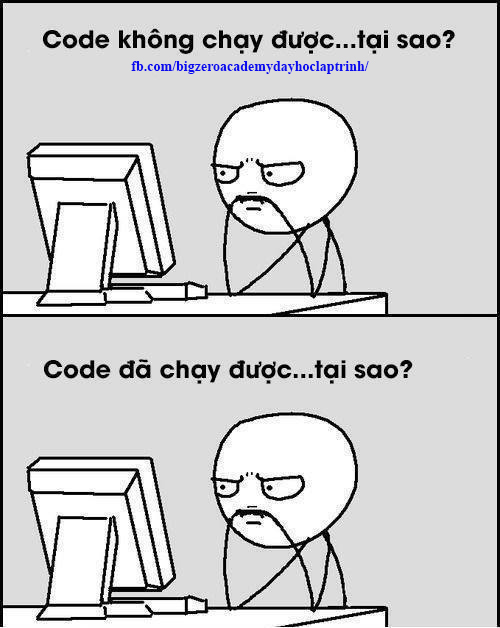 Code không chạy được...tại sao?
fb.com/bigzeroacademydayhoclaptrinh/
Code đã chạy được...tại sao?